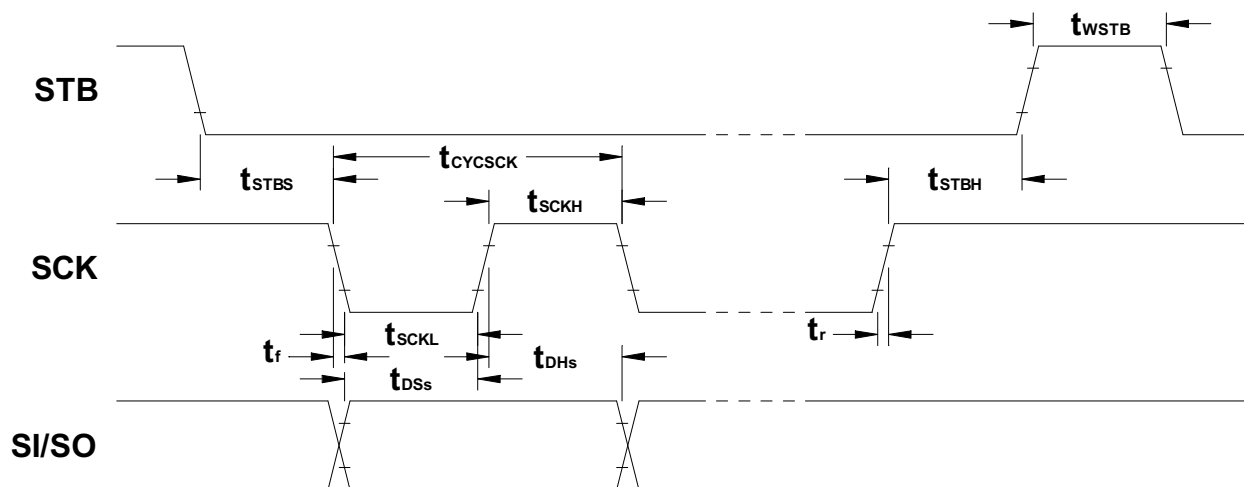 tWSTB
STB
tCYCSCK
tSTBS
tSTBH
tSCKH
SCK
tSCKL
tr
tf
tDHs
tDSs
SI/SO